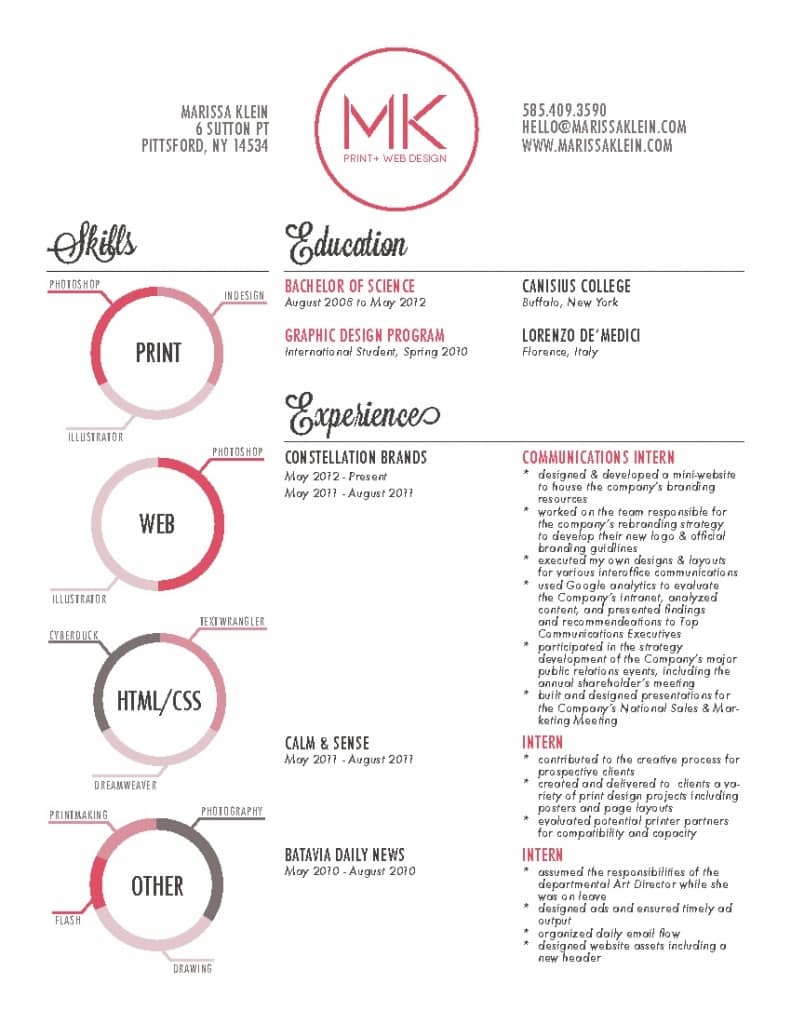 MARISSA KLEIN
6 SUTTON PT
PITTSFORD, NY 14534
MK
PRINT+ WEB DESIGN
585.409.3590
HELLO@MARISSAKLEIN.COM
WWW.MARISSAKLEIN.COM
Skills
PHOTOSHOP
INDESIGN
PRINT
ILLUSTRATOR
PHOTOSHOP
WEB
ILLUSTRATOR
TEXTWRANGLER
CYBERDUCK
HTML/CSS
DREAMWEAVER
PRINTMAKING
PHOTOGRAPHY
OTHER
FLASH
DRAWING
Education
BACHELOR OF SCIENCE
August 2008 to May 2012
CANISIUS COLLEGE
Buffalo, New York
GRAPHIC DESIGN PROGRAM
International Student, Spring 2010
LORENZO DE'MEDICI
Florence, Italy
Experience
CONSTELLATION BRANDS
May 2012 - Present
May 2011 - August 2011
COMMUNICATIONS INTERN
* designed & developed a mini-website
to house the company's branding
resources
* worked on the team responsible for
the company's rebranding strategy
to develop their new logo & official
branding guidlines
* executed my own designs & layouts
for various interoffice communications
* used Google analytics to evaluate
the Company's intranet, analyzed
content, and presented findings
and recommendeations to Top
Communications Executives
* participated in the strategy
development of the Company's major
public relations events, including the
annual shareholder's meeting
* built and designed presentations for
the Company's National Sales & Mar-
keting Meeting
CALM & SENSE
May 2011 - August 2011
INTERN
* contributed to the creative process for
prospective clients
* created and delivered to clients a va-
riety of print design projects including
posters and page layouts
* evaluated potential printer partners
for compatibility and capacity
BATAVIA DAILY NEWS
May 2010 - August 2010
INTERN
* assumed the responsibilities of the
departmental Art Director while she
was on leave
* designed ads and ensured timely ad
output
* organized daily email flow
* designed website assets including a
new header